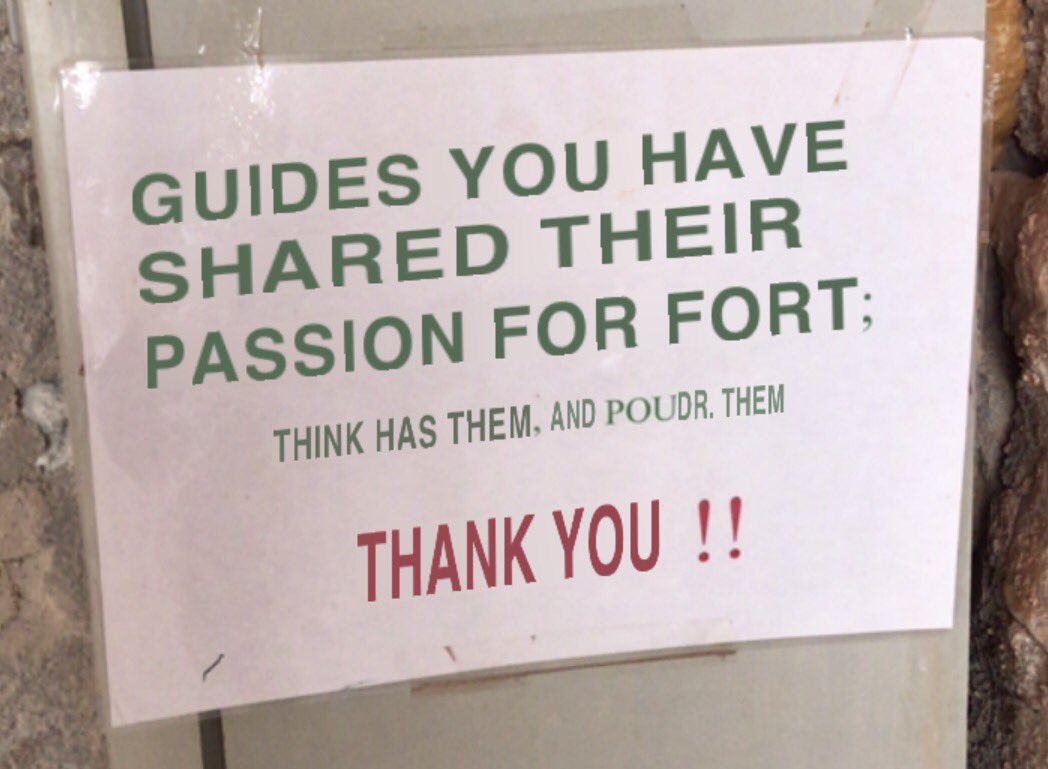 GUIDES YOU HAVE
SHARED THEIR
PASSION FOR FORT;
THINK HAS THEM, AND POUDR. THEM
THANK YOU !!